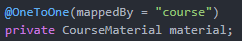 @OneToOne(mappedBy = "course")
private CourseMaterial material;